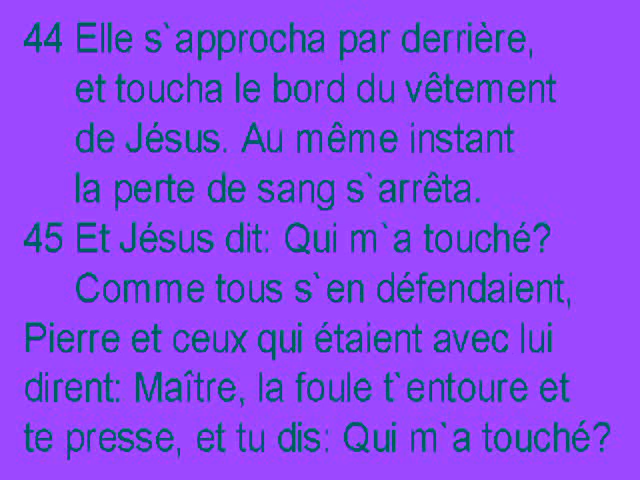 44 Elle s`approcha par derrière,
et toucha le bord du vêtement
de Jésus. Au même instant
la perte de sang s`arrêta.
45 Et Jésus dit: Qui m`a touché?
Comme tous s`en défendaient,
Pierre et ceux qui étaient avec lui
dirent: Maître, la foule t`entoure et
te presse, et tu dis: Qui m`a touché?